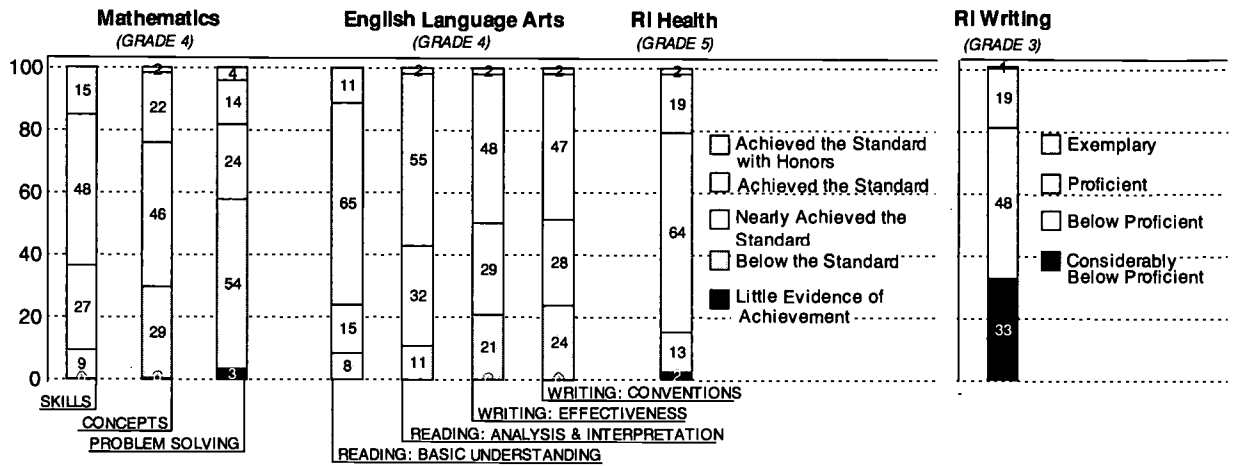 Mathematics
(GRADE 4)
English Language Arts
(GRADE 4)
RI Health
(GRADE 5)
RI Writing
(GRADE 3)
100
80
60
40
20
0
15
48
27
9
2
22
46
29
4
14
24
54
3
11
65
15
8
2
55
32
11
2
48
29
21
2
47
28
24
2
19
64
13
2
Achieved the Standard
with Honors
Achieved the Standard
Nearly Achieved the
Standard
Below the Standard
Little Evidence of
Achievement
19
48
33
Exemplary
Proficient
Below Proficient
Considerably
Below Proficient
SKILLS
CONCEPTS
PROBLEM SOLVING
WRITING: CONVENTIONS
WRITING: EFFECTIVENESS
READING: ANALYSIS & INTERPRETATION
READING: BASIC UNDERSTANDING